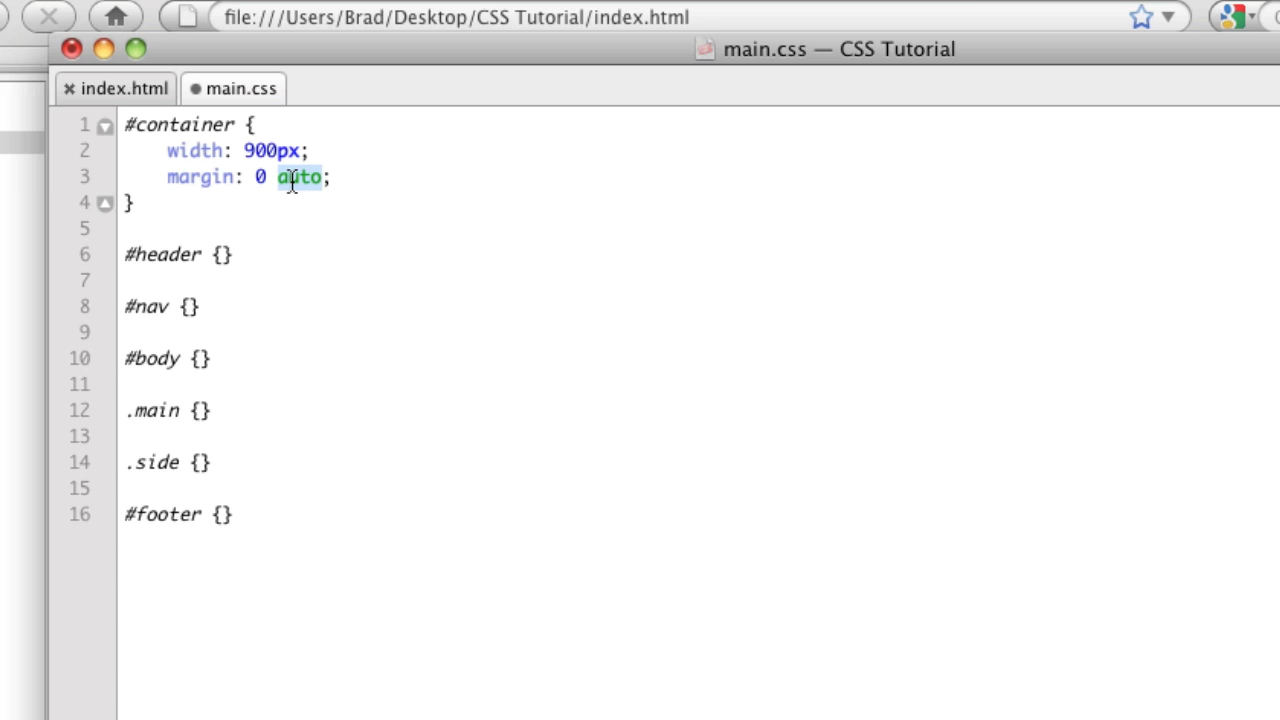 file:///Users/Brad/Desktop/CSS Tutorial/index.html
main.css — CSS Tutorial
index.html main.css
1 #container {
2 width: 900px;
3 margin: 0 auto;
4 }
5
6 #header {}
7
8 #nav {}
9
10 #body {}
11
12 .main {}
13
14 .side {}
15
16 #footer {}